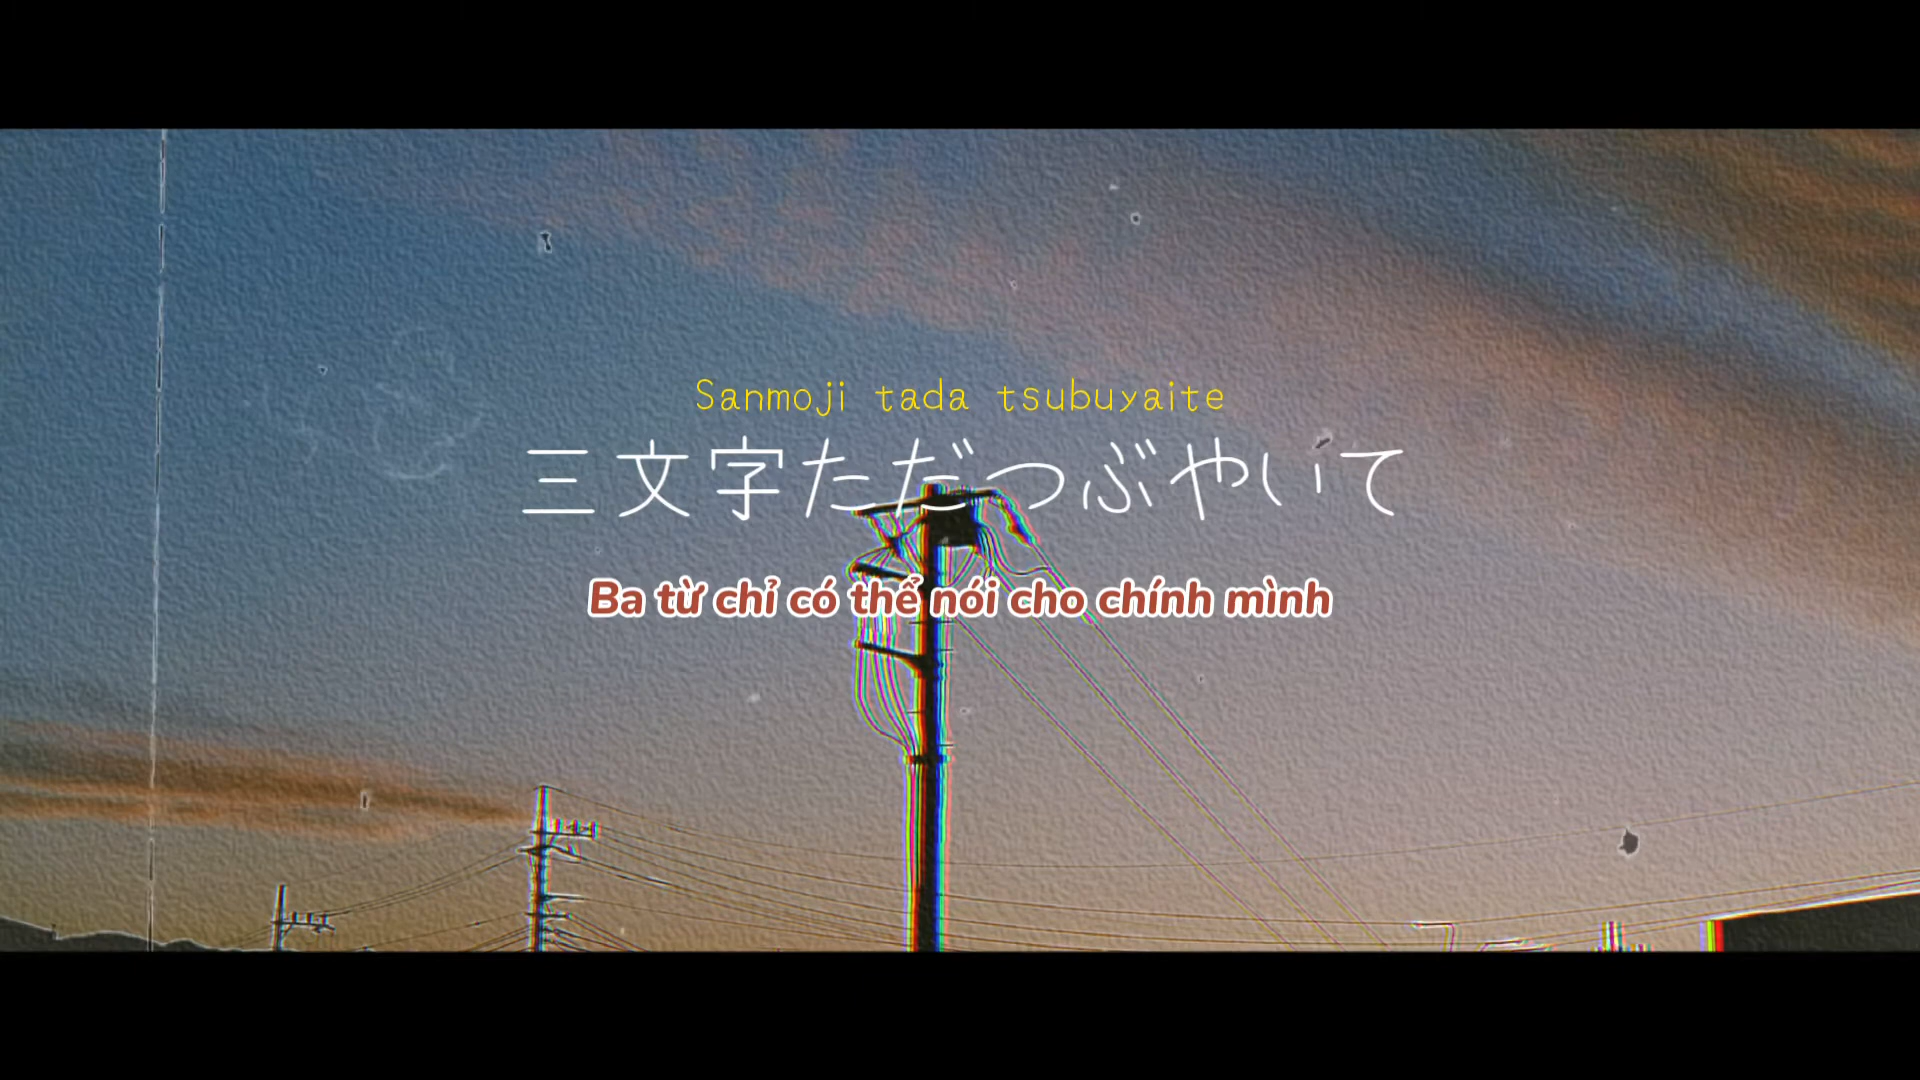 Sanmoji tada tsubuyaite
三文字ただつぶやいて
Ba từ chỉ có thể nói cho chính mình